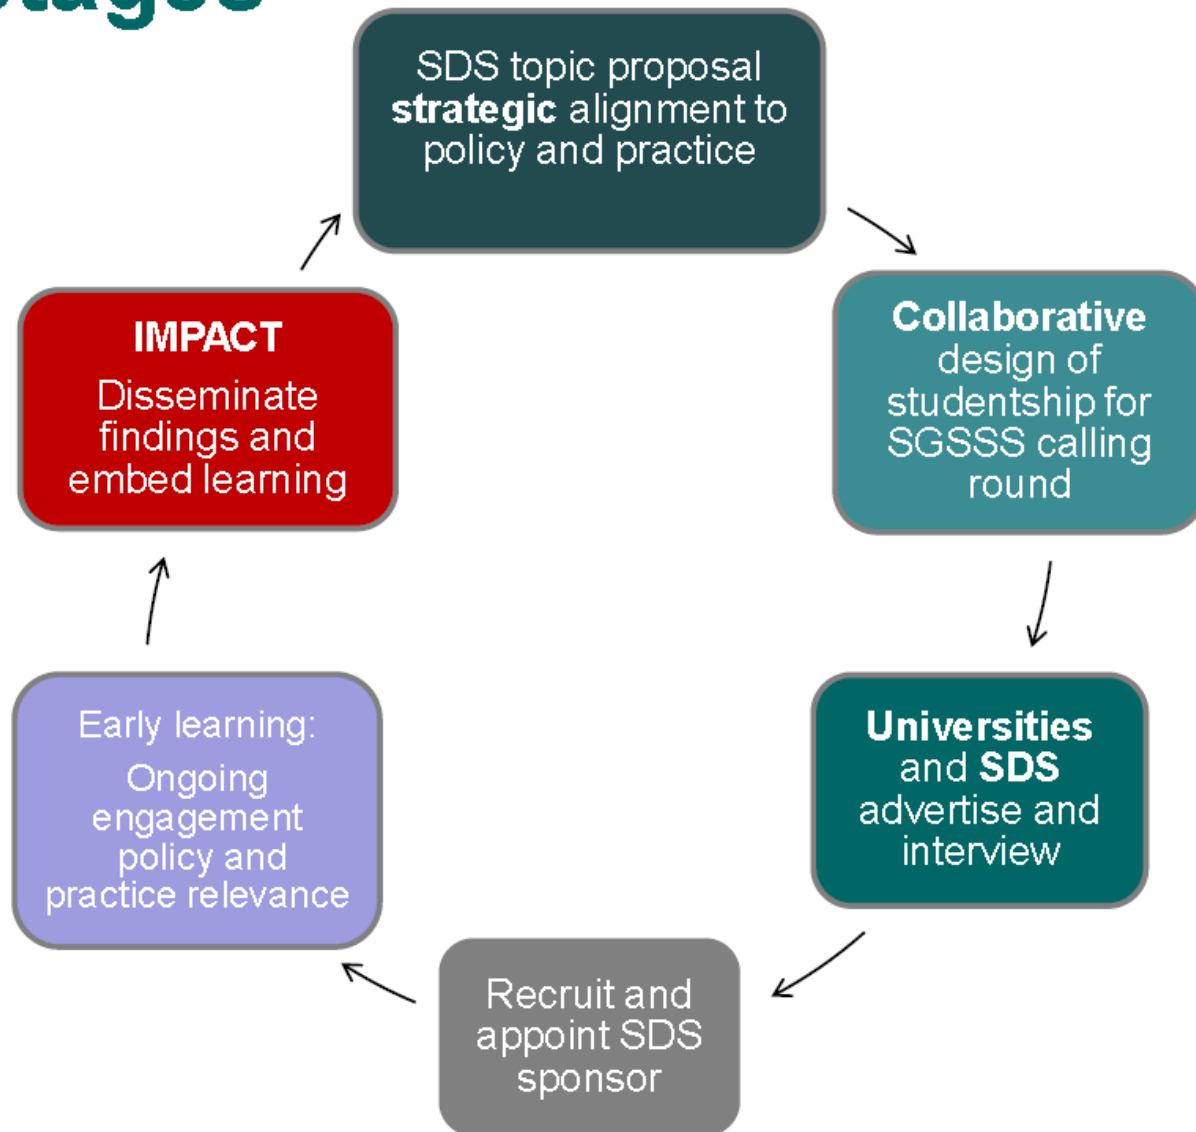 stages
SDS topic proposal
strategic alignment to
policy and practice
Collaborative
design of
studentship for
SGSSS calling
round
Universities
and SDS
advertise and
interview
Recruit and
appoint SDS
sponsor
Early learning:
Ongoing
engagement
policy and
practice relevance
IMPACT
Disseminate
findings and
embed learning